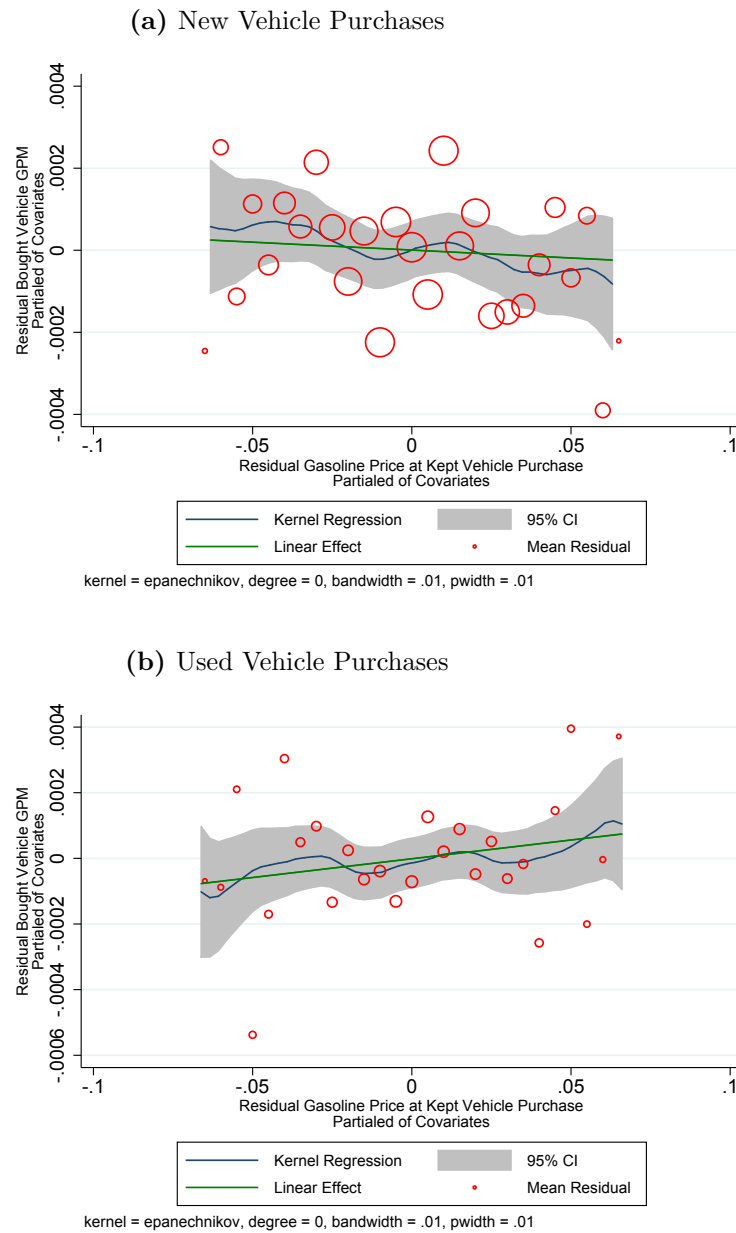 (a) New Vehicle Purchases
Residual Bought Vehicle GPM
Partialed of Covariates
.0004
.0002
0
-.0002
-.0004
-.1
-.05
0
.05
.1
Residual Gasoline Price at Kept Vehicle Purchase
Partialed of Covariates
Kernel Regression
95% CI
Linear Effect
Mean Residual
kernel = epanechnikov, degree = 0, bandwidth = .01, pwidth = .01
(b) Used Vehicle Purchases
Residual Bought Vehicle GPM
Partialed of Covariates
.0004
.0002
0
-.0002
-.0004
-.0006
-.1
-.05
0
.05
.1
Residual Gasoline Price at Kept Vehicle Purchase
Partialed of Covariates
Kernel Regression
95% CI
Linear Effect
Mean Residual
kernel = epanechnikov, degree = 0, bandwidth = .01, pwidth = .01